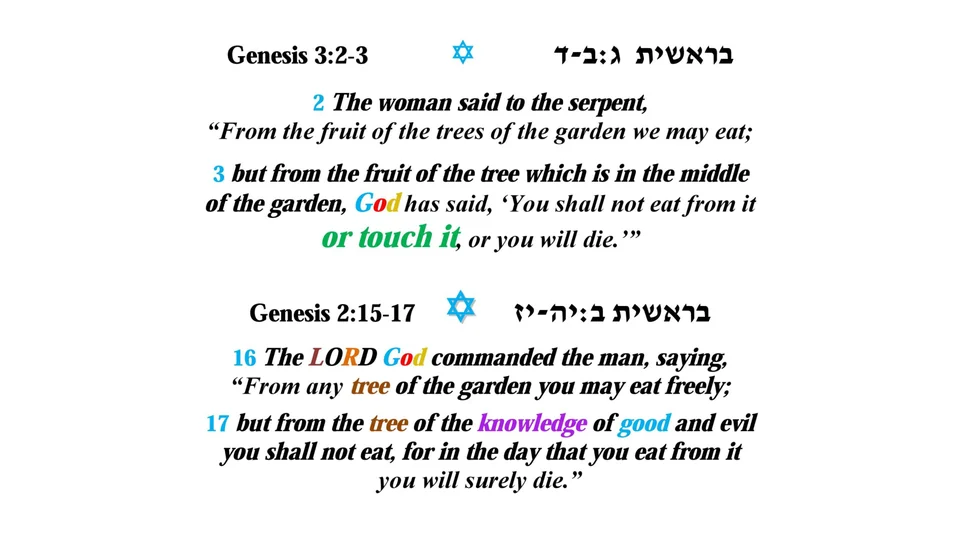 Genesis 3:2-3 בראשית ג:ב-ד
2 The woman said to the serpent,
“From the fruit of the trees of the garden we may eat;
3 but from the fruit of the tree which is in the middle
of the garden, God has said, ‘You shall not eat from it
or touch it, or you will die.’”
Genesis 2:15-17 בראשית ב:יה-יז
16 The LORD God commanded the man, saying,
“From any tree of the garden you may eat freely;
17 but from the tree of the knowledge of good and evil
you shall not eat, for in the day that you eat from it
you will surely die.”